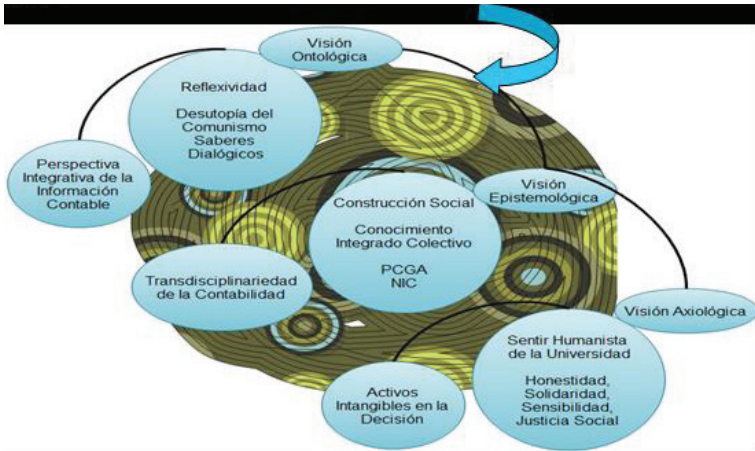 Visión
Ontológica
Reflexividad
Desutopía del
Comunismo
Saberes
Dialógicos
Perspectiva
Integrativa de la
Información
Contable
Visión
Epistemológica
Construcción Social
Conocimiento
Integrado Colectivo
PCGA
NIC
Transdisciplinariedad
de la Contabilidad
Visión Axiológica
Sentir Humanista
de la Universidad
Honestidad,
Solidaridad,
Sensibilidad,
Justicia Social
Activos
Intangibles en la
Decisión